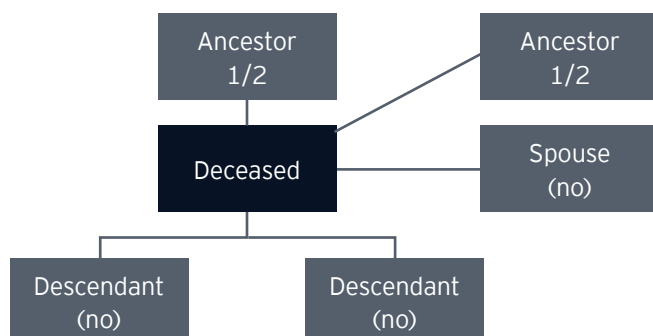 Ancestor
1/2
Ancestor
1/2
Deceased
Spouse
(no)
Descendant
(no)
Descendant
(no)